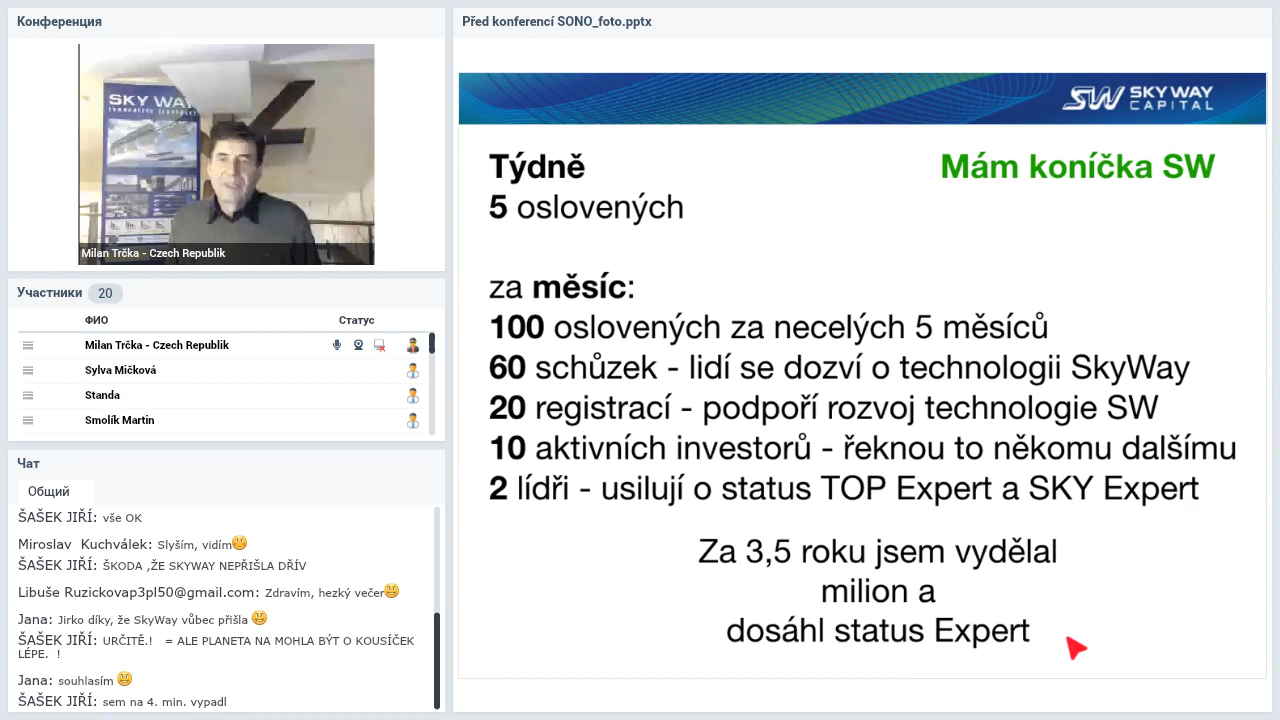 Конференция
SKY WAY
Milan Trčka - Czech Republik
Участники 20
ФИО Статус
Milan Trčka - Czech Republik
Sylva Mičková
Standa
Smolík Martin
Чат
Общий
ŠAŠEK JIŘÍ: vše OK
Miroslav Kuchválek: Slyším, vidím
ŠAŠEK JIŘÍ: ŠKODA ,ŽE SKYWAY NEPŘIŠLA DŘÍV
Libuše Ruzickovap3pl50@gmail.com: Zdravím, hezký večer
Jana: Jirko díky, že SkyWay vůbec přišla
ŠAŠEK JIŘÍ: URČITĚ.! = ALE PLANETA NA MOHLA BÝT O KOUSÍČEK
LÉPE. !
Jana: souhlasím
ŠAŠEK JIŘÍ: sem na 4. min. vypadl
Před konferencí SONO_foto.pptx
SW SKY WAY
CAPITAL
Týdně
Mám koníčka SW
5 oslovených
za měsíc:
100 oslovených za necelých 5 měsíců
60 schůzek - lidí se dozví o technologii SkyWay
20 registrací - podpoří rozvoj technologie SW
10 aktivních investorů - řeknou to někomu dalšímu
2 lídři - usilují o status TOP Expert a SKY Expert
Za 3,5 roku jsem vydělal
milion a
dosáhl status Expert